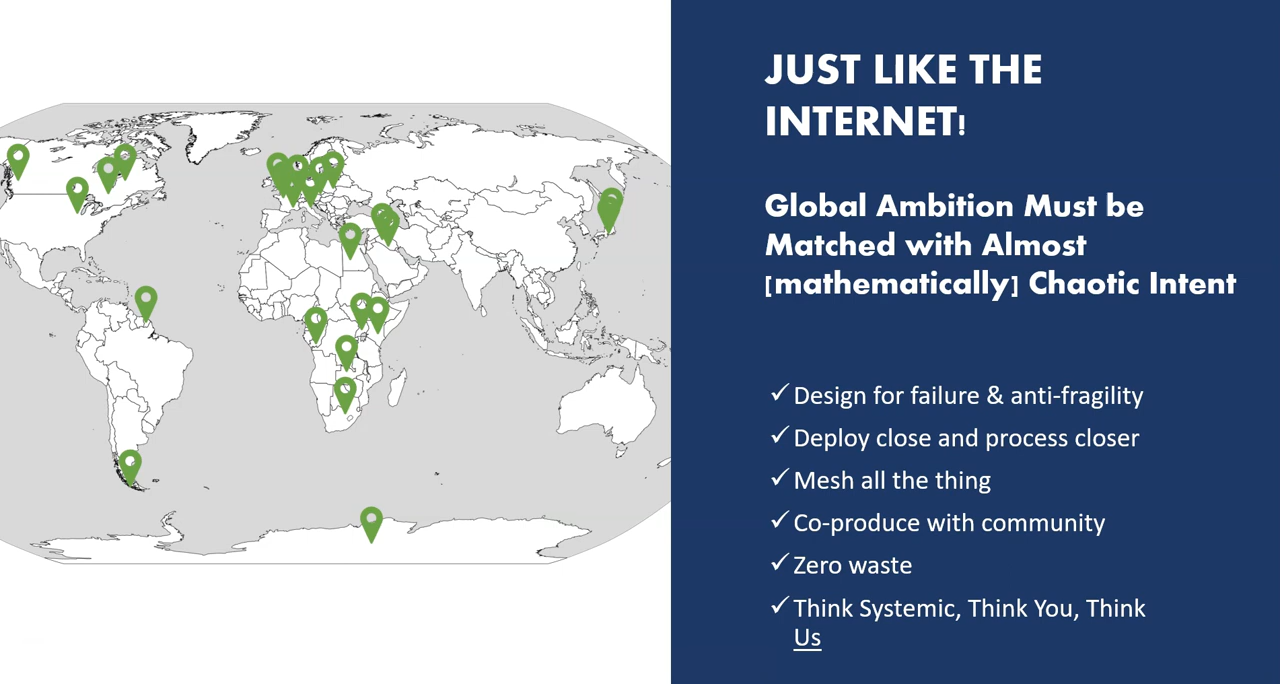 JUST LIKE THE
INTERNET!
Global Ambition Must be
Matched with Almost
[mathematically] Chaotic Intent
✓Design for failure & anti-fragility
✓Deploy close and process closer
✓Mesh all the thing
✓Co-produce with community
✓Zero waste
✓Think Systemic, Think You, Think
Us